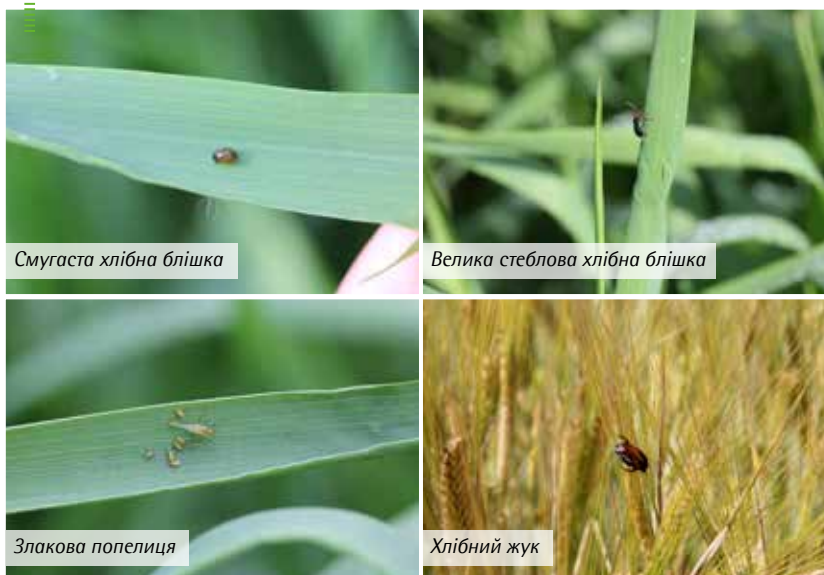 Смугаста хлібна блішка
Велика стеблова хлібна блішка
Злакова попелиця
Хлібний жук